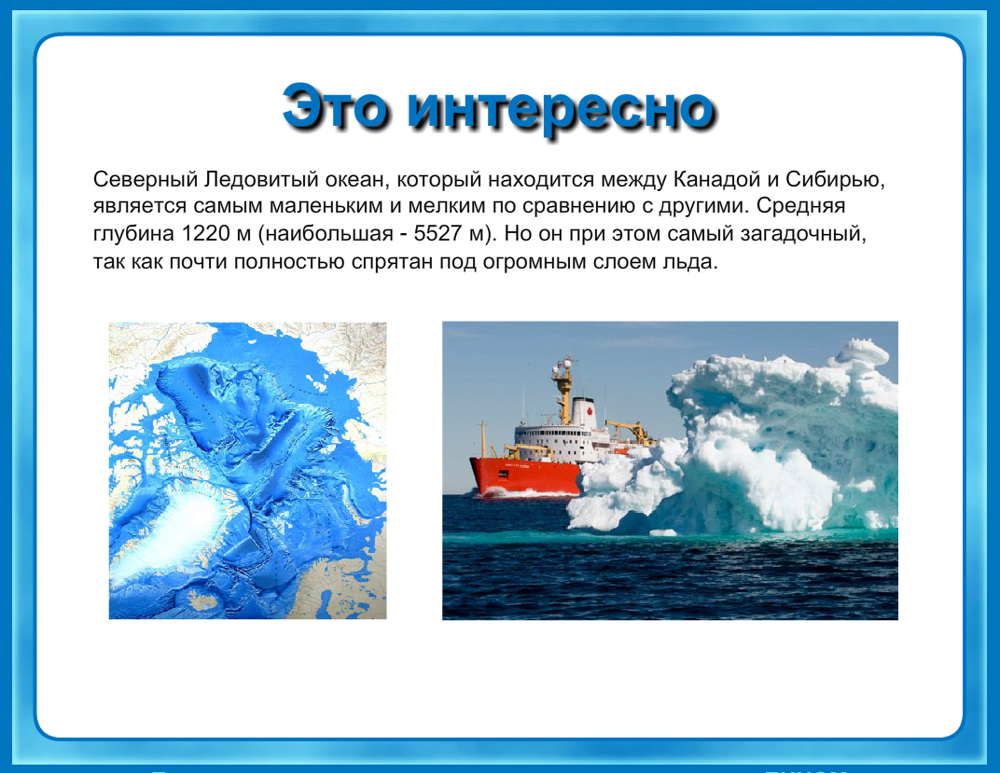 Это интересно
Северный Ледовитый океан, который находится между Канадой и Сибирью,
является самым маленьким и мелким по сравнению с другими. Средняя
глубина 1220 м (наибольшая - 5527 м). Но он при этом самый загадочный,
так как почти полностью спрятан под огромным слоем льда.